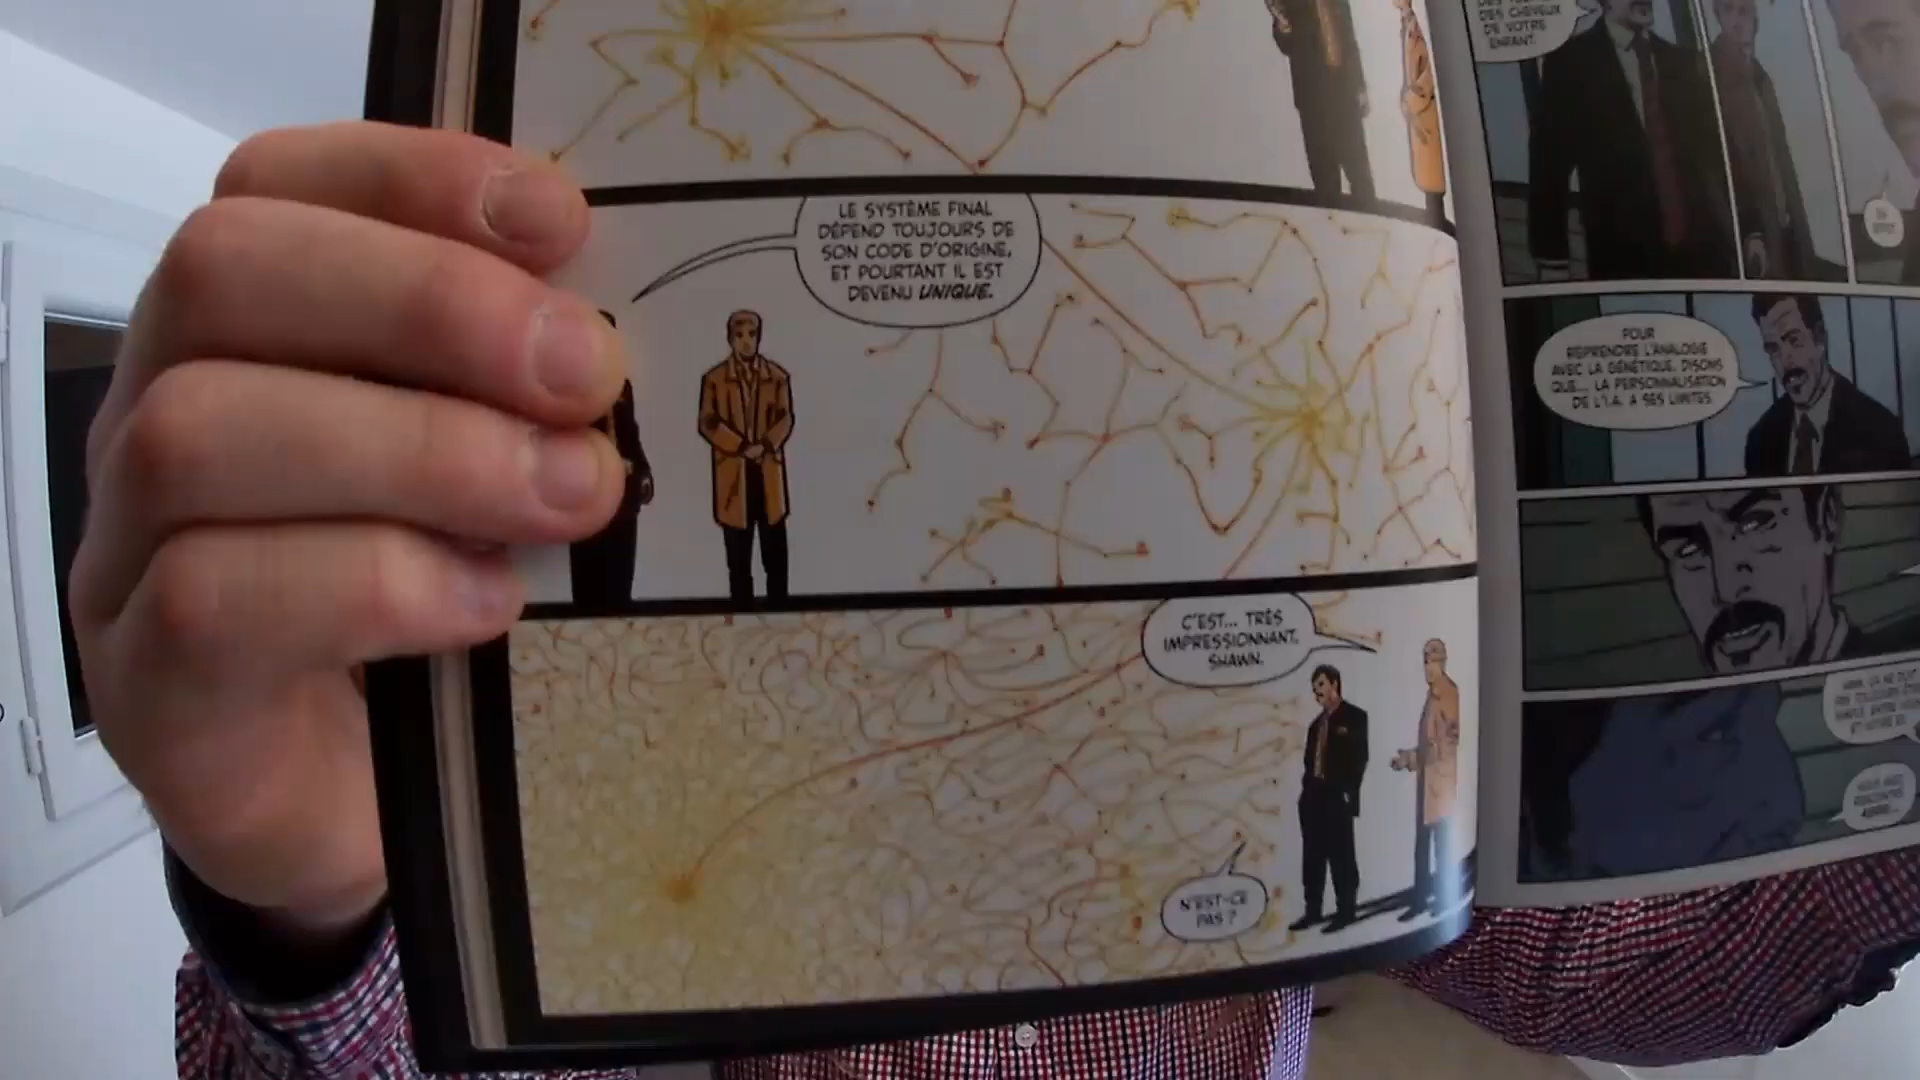 LE SYSTÈME FINAL
DÉPEND TOUJOURS DE
SON CODE D'ORIGINE,
ET POURTANT IL EST
DEVENU UNIQUE.
C'EST... TRÈS
IMPRESSIONNANT,
SHAWN.
N'EST-CE
PAS ?
DES CHEVEUX
DE VOTRE
ENFANT.
POUR
REPRENDRE L'ANALOGIE
AVEC LA GÉNÉTIQUE, DISONS
QUE... LA PERSONNALISATION
DE L'I.A. A SES LIMITES.